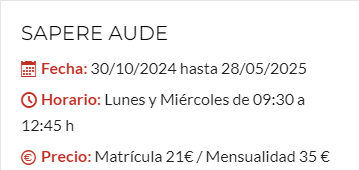 SAPERE AUDE
Fecha: 30/10/2024 hasta 28/05/2025
Horario: Lunes y Miércoles de 09:30 a
12:45 h
Precio: Matrícula 21€ / Mensualidad 35 €